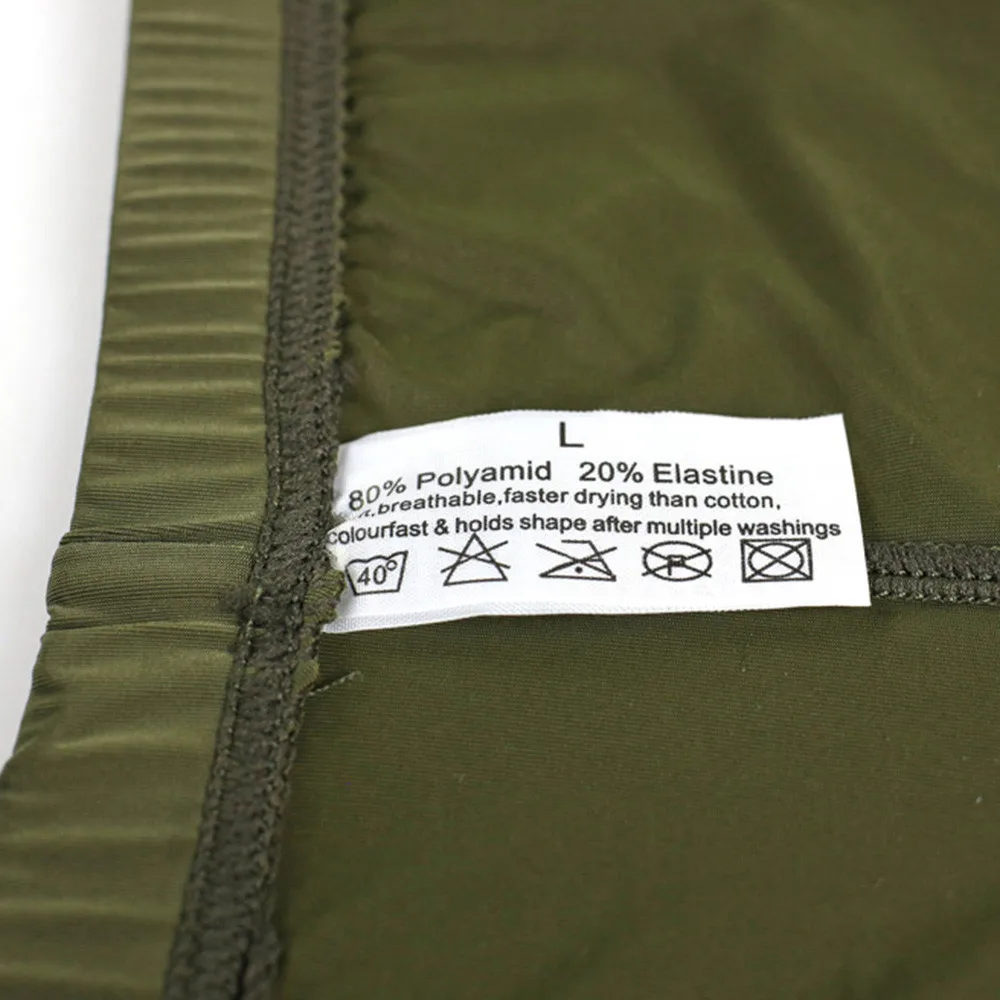 L
80% Polyamid 20% Elastine
breathable,faster drying than cotton,
colourfast & holds shape after multiple washings
40° P